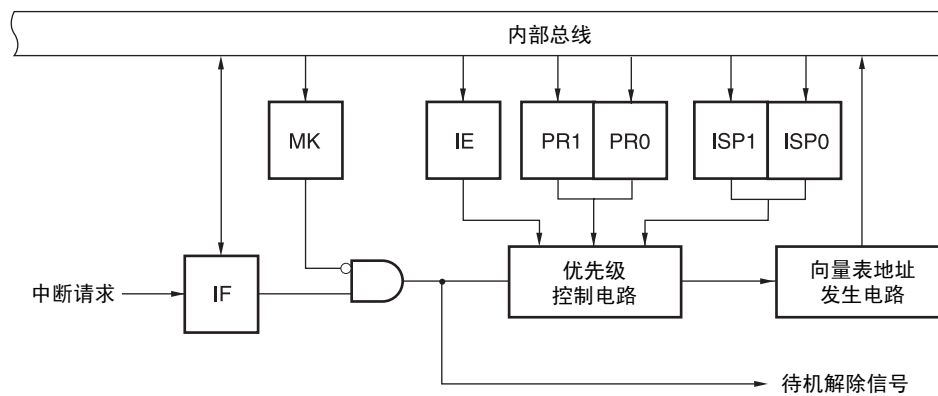 内部总线
MK
IE
PR1
PR0
ISP1
ISP0
中断请求
IF
优先级
控制电路
向量表地址
发生电路
待机解除信号